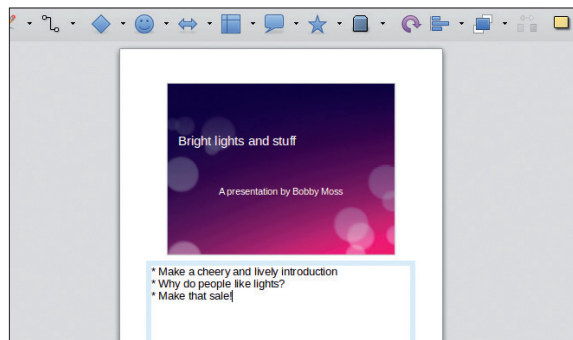 Bright lights and stuff
A presentation by Bobby Moss
* Make a cheery and lively introduction
* Why do people like lights?
* Make that sale!